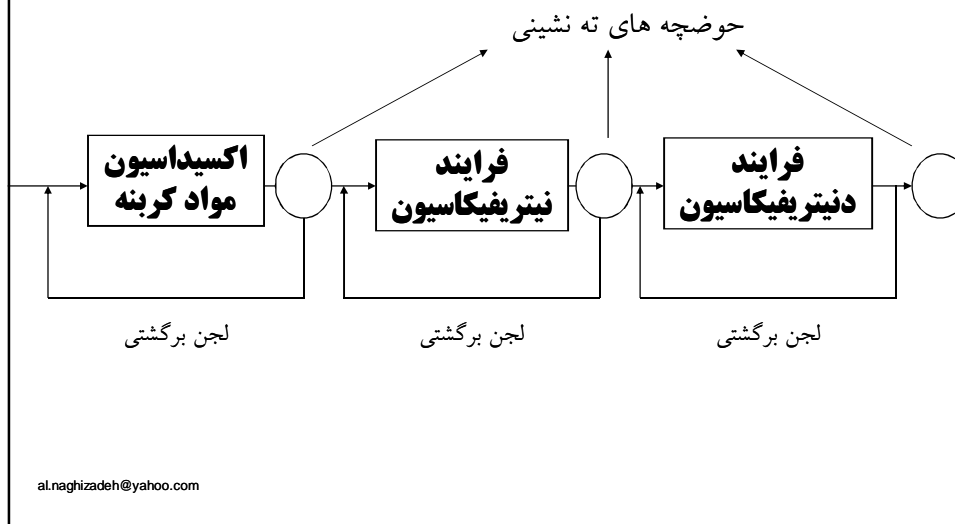 حوضچه های ته نشینی
اکسیداسیون
مواد کربنه
فرایند
نیتریفیکاسیون
فرایند
دنیتریفیکاسیون
لجن برگشتی
لجن برگشتی
لجن برگشتی
al.naghizadeh@yahoo.com